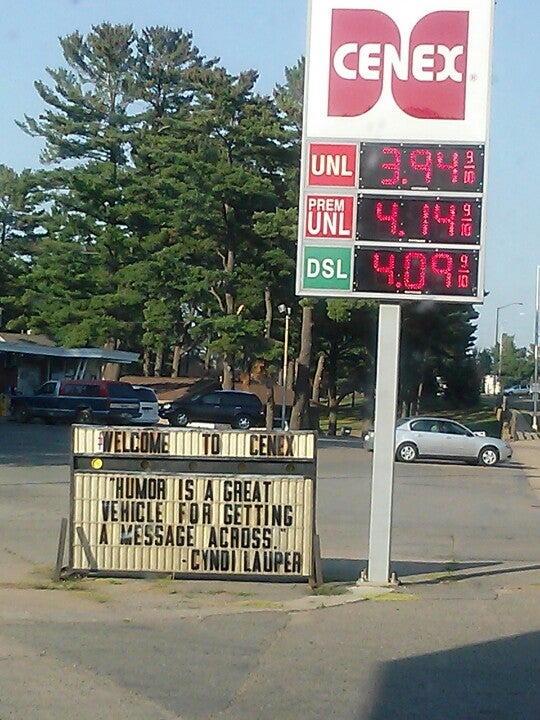 CENEX
UNL 3.94 9/10
PREM UNL 4.14 9/10
DSL 4.09 9/10
WELCOME TO CENEX
"HUMOR IS A GREAT
VEHICLE FOR GETTING
A MESSAGE ACROSS."
- CYNDI LAUPER